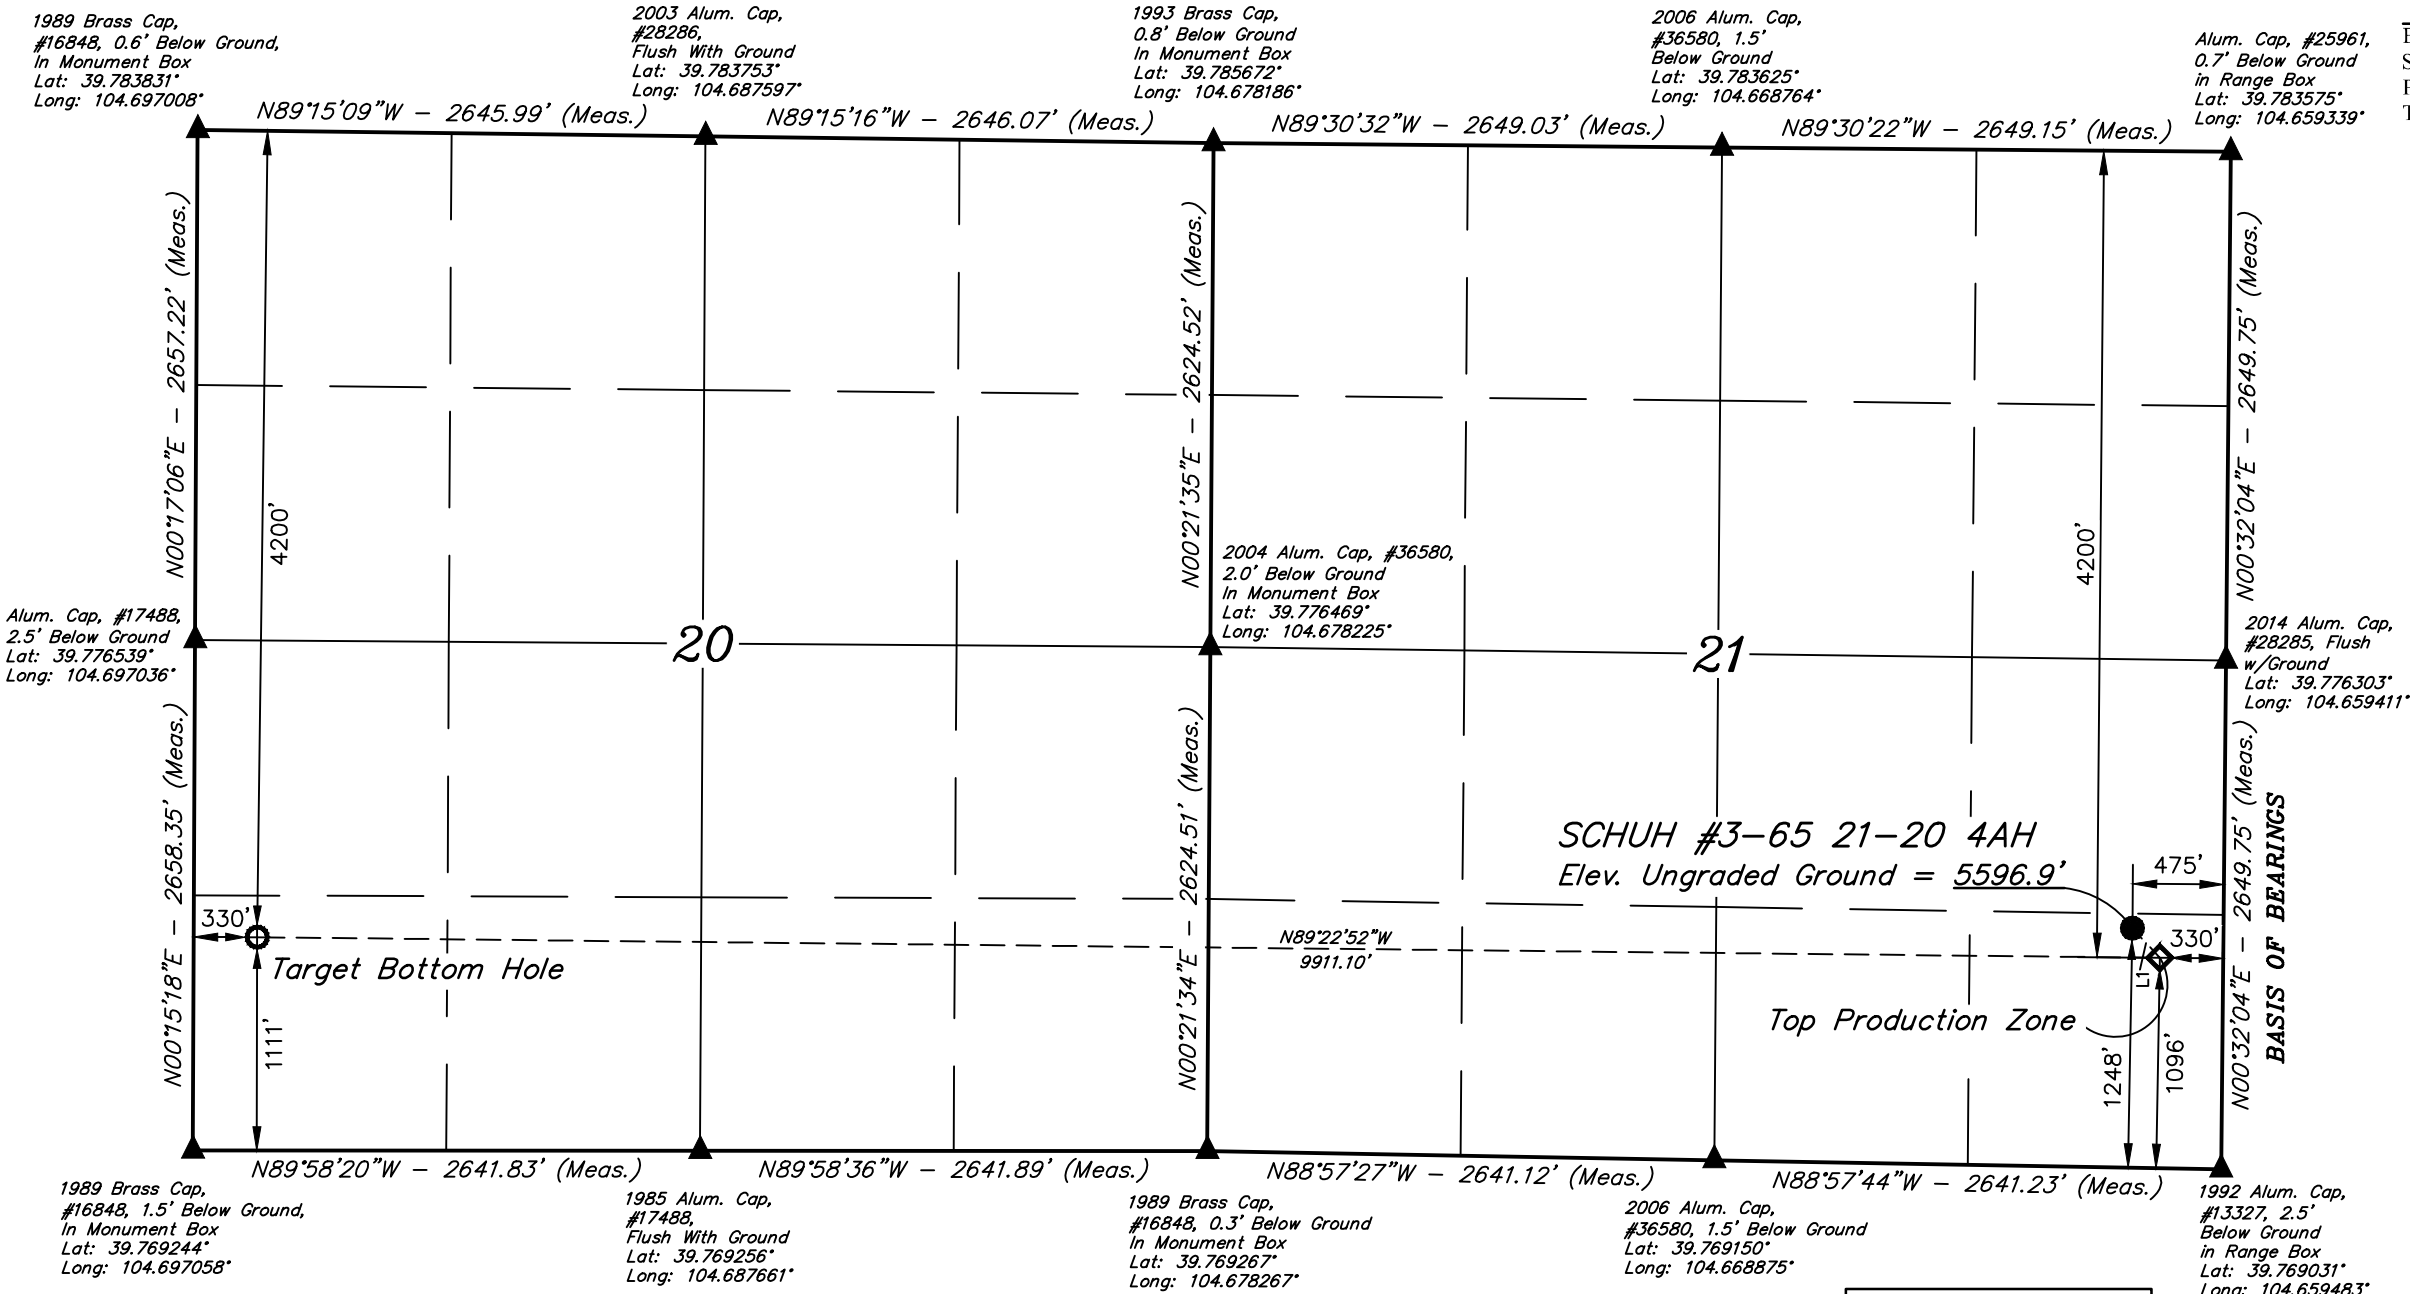 1989 Brass Cap,
#16848, 0.6' Below Ground,
In Monument Box
Lat: 39.783831°
Long: 104.697008°
2003 Alum. Cap,
#28286,
Flush With Ground
Lat: 39.783753°
Long: 104.687597°
1993 Brass Cap,
0.8' Below Ground
In Monument Box
Lat: 39.785672°
Long: 104.678186°
2006 Alum. Cap,
#36580, 1.5'
Below Ground
Lat: 39.783625°
Long: 104.668764°
Alum. Cap, #25961,
0.7' Below Ground
in Range Box
Lat: 39.783575°
Long: 104.659339°
N89°15'09"W - 2645.99' (Meas.)
N89°15'16"W - 2646.07' (Meas.)
N89°30'32"W - 2649.03' (Meas.)
N89°30'22"W - 2649.15' (Meas.)
N00°17'06"E - 2657.22' (Meas.)
4200'
N00°21'35"E - 2624.52' (Meas.)
4200'
N00°32'04"E - 2649.75' (Meas.)
Alum. Cap, #17488,
2.5' Below Ground
Lat: 39.776539°
Long: 104.697036°
20
2004 Alum. Cap, #36580,
2.0' Below Ground
In Monument Box
Lat: 39.776469°
Long: 104.678225°
21
2014 Alum. Cap,
#28285, Flush
w/Ground
Lat: 39.776303°
Long: 104.659411°
N00°15'18"E - 2658.35' (Meas.)
N00°21'34"E - 2624.51' (Meas.)
N00°32'04"E - 2649.75' (Meas.)
BASIS OF BEARINGS
SCHUH #3-65 21-20 4AH
Elev. Ungraded Ground = 5596.9'
475'
330'
Target Bottom Hole
1111'
N89°22'52"W
9911.10'
330'
L1
Top Production Zone
1248'
1096'
N89°58'20"W - 2641.83' (Meas.)
N89°58'36"W - 2641.89' (Meas.)
N88°57'27"W - 2641.12' (Meas.)
N88°57'44"W - 2641.23' (Meas.)
1989 Brass Cap,
#16848, 1.5' Below Ground,
In Monument Box
Lat: 39.769244°
Long: 104.697058°
1985 Alum. Cap,
#17488,
Flush With Ground
Lat: 39.769256°
Long: 104.687661°
1989 Brass Cap,
#16848, 0.3' Below Ground
In Monument Box
Lat: 39.769267°
Long: 104.678267°
2006 Alum. Cap,
#36580, 1.5' Below Ground
Lat: 39.769150°
Long: 104.668875°
1992 Alum. Cap,
#13327, 2.5'
Below Ground
in Range Box
Lat: 39.769031°
Long: 104.659483°